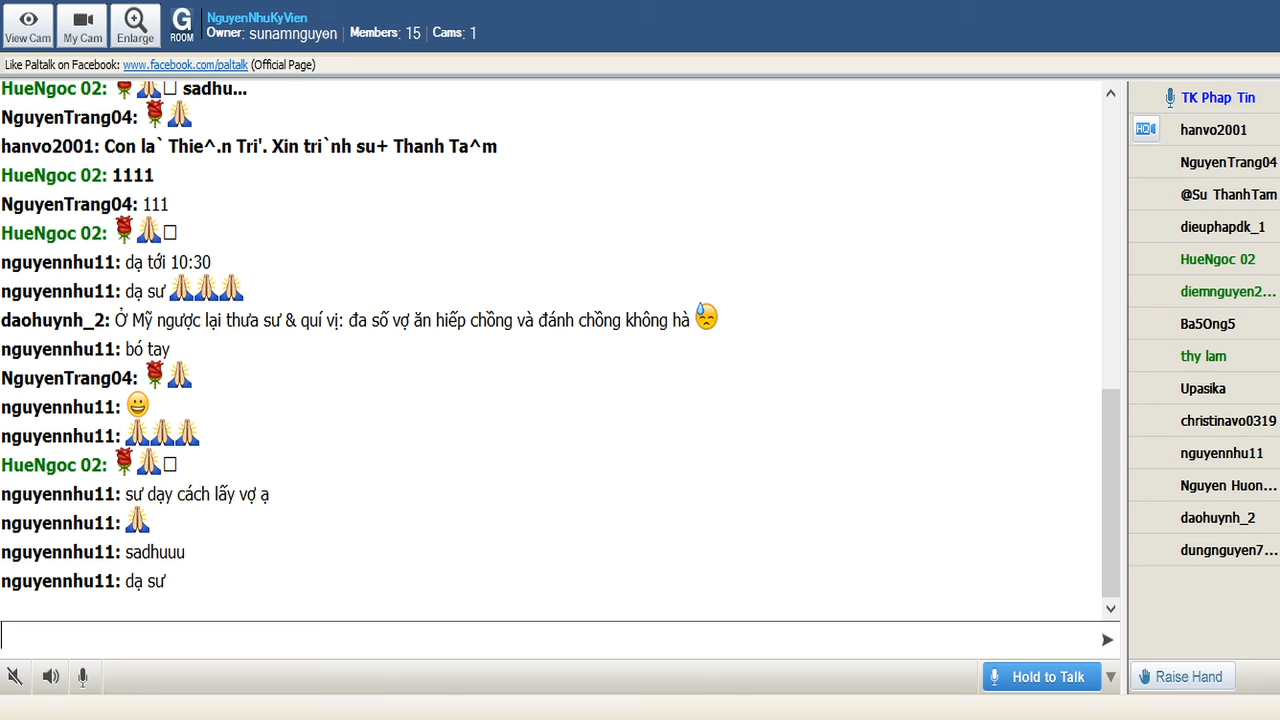 View Cam
My Cam
Enlarge
G
ROOM
NguyenNhuKyVien
Owner: sunamnguyen | Members: 15 | Cams: 1
Like Paltalk on Facebook: www.facebook.com/paltalk (Official Page)
HueNgoc 02: sadhu...
NguyenTrang04:
hanvo2001: Con la` Thie^.n Tri'. Xin tri`nh su+ Thanh Ta^m
HueNgoc 02: 1111
NguyenTrang04: 111
HueNgoc 02:
nguyennhu11: dạ tới 10:30
nguyennhu11: dạ sư
daohuynh_2: Ở Mỹ ngược lại thưa sư & quí vị: đa số vợ ăn hiếp chồng và đánh chồng không hà
nguyennhu11: bó tay
NguyenTrang04:
nguyennhu11:
nguyennhu11:
HueNgoc 02:
nguyennhu11: sư dạy cách lấy vợ ạ
nguyennhu11:
nguyennhu11: sadhuuu
nguyennhu11: dạ sư
Hold to Talk
TK Phap Tin
HQ
hanvo2001
NguyenTrang04
@Su ThanhTam
dieuphapdk_1
HueNgoc 02
diemnguyen2...
Ba5Ong5
thy lam
Upasika
christinavo0319
nguyennhu11
Nguyen Huon...
daohuynh_2
dungnguyen7...
Raise Hand